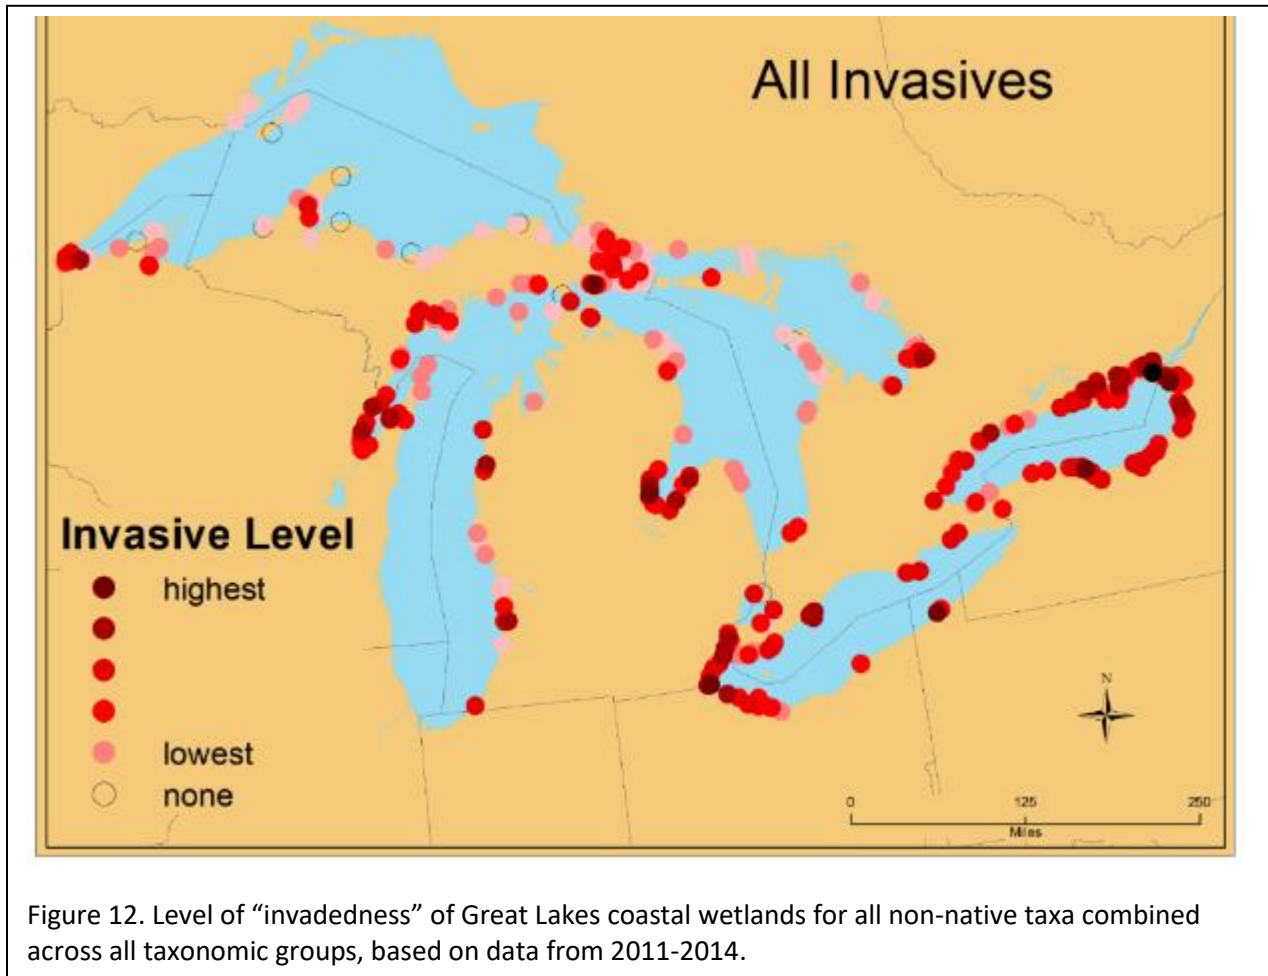 All Invasives
Invasive Level
highest
lowest
none
N
0 125 250
Miles
Figure 12. Level of “invadedness” of Great Lakes coastal wetlands for all non-native taxa combined
across all taxonomic groups, based on data from 2011-2014.